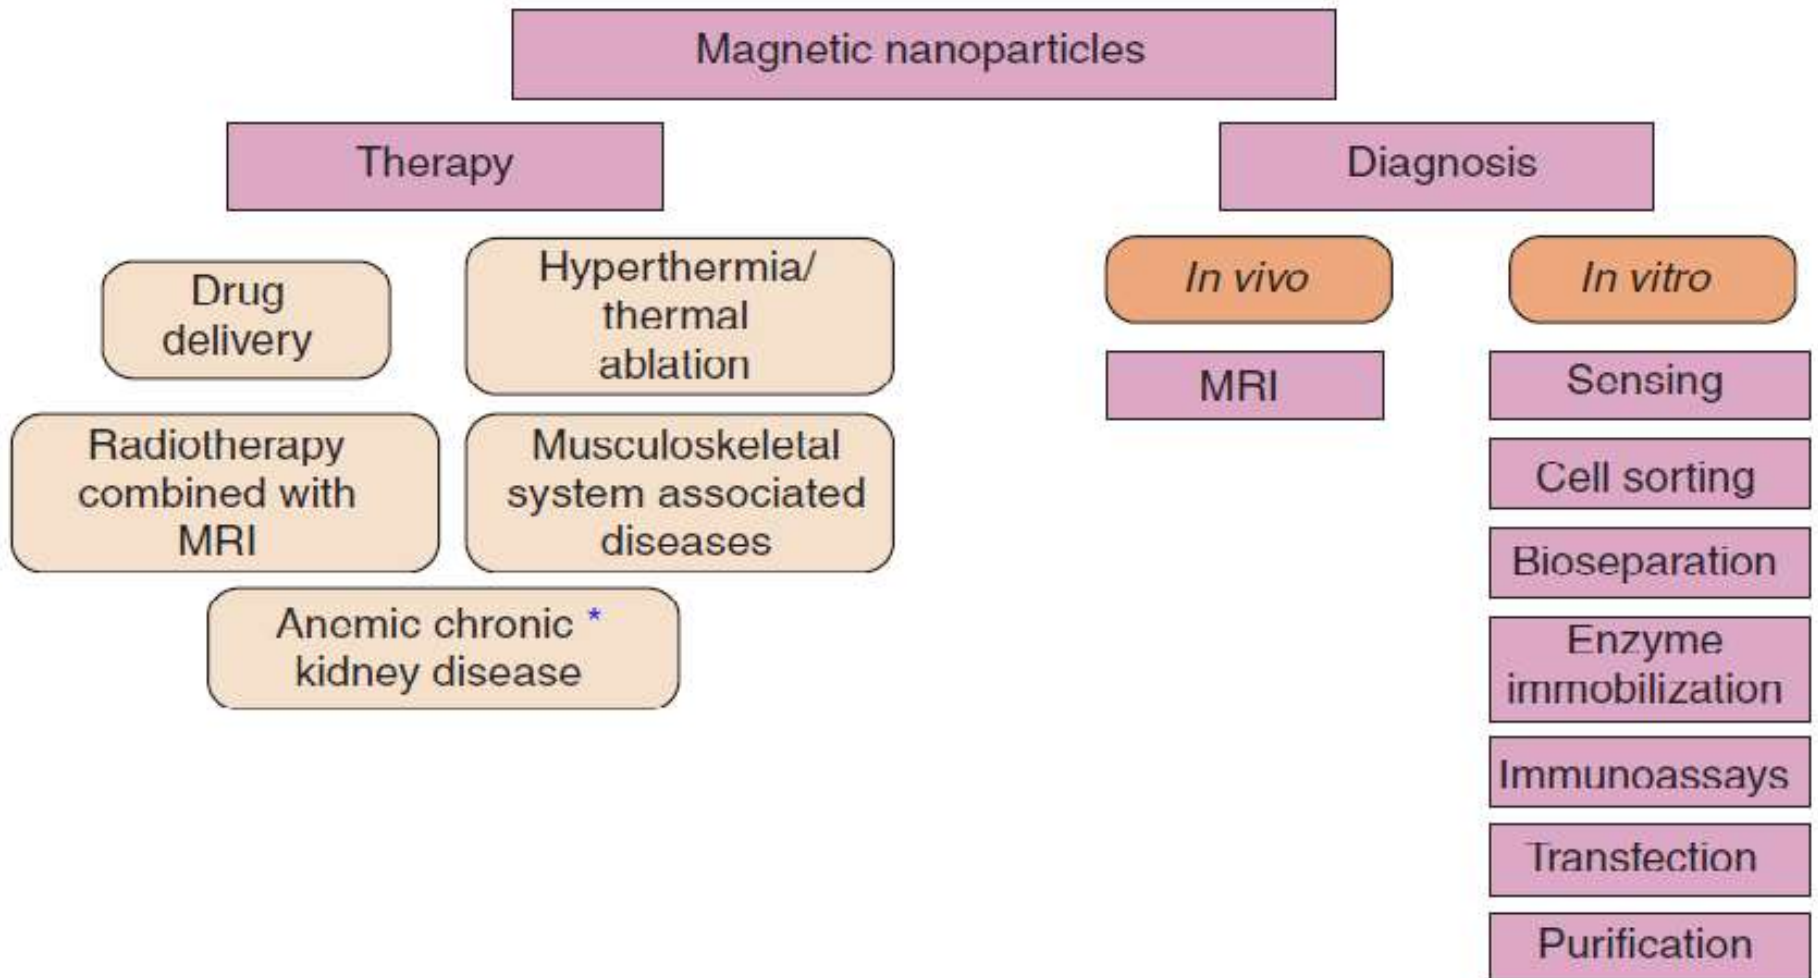 Magnetic nanoparticles
Therapy
Drug
delivery
Hyperthermia/
thermal
ablation
Radiotherapy
combined with
MRI
Musculoskeletal
system associated
diseases
Anemic chronic *
kidney disease
Diagnosis
In vivo
MRI
In vitro
Sensing
Cell sorting
Bioseparation
Enzyme
immobilization
Immunoassays
Transfection
Purification